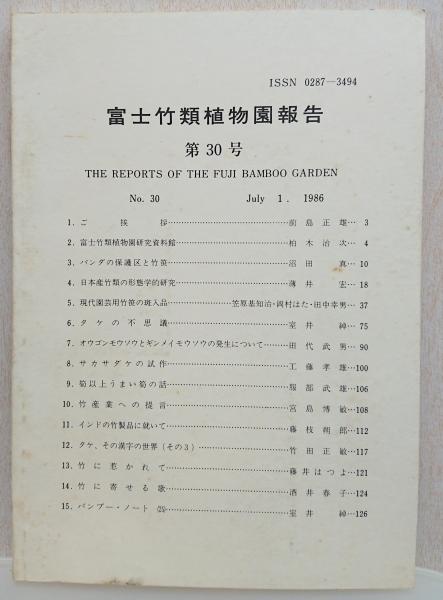 ISSN 0287—3494
富士竹類植物園報告
第30号
THE REPORTS OF THE FUJI BAMBOO GARDEN
No. 30 July 1. 1986
1. ご挨拶……前島正雄… 3
2. 富士竹類植物園研究資料館……柏木治次… 4
3. パンダの保護区と竹笹……沼田真… 10
4. 日本産竹類の形態学的研究……薄井宏… 18
5. 現代園芸用竹笹の斑入品……笠原基知治・岡村はた・田中幸男… 37
6. タケの不思議……室井綽… 75
7. オウゴンモウソウとギンメイモウソウの発生について……田代武男… 90
8. サカサダケの試作……工藤孝雄…100
9. 筍以上うまい筍の話……服部武雄…106
10. 竹産業への提言……宮島博敏…108
11. インドの竹製品に就いて……藤枝朔郎…112
12. タケ、その漢字の世界（その3）……竹田正敏…117
13. 竹に惹かれて……藤井はつよ…121
14. 竹に寄せる歌……酒井春子…124
15. バンブー・ノート ㉕……室井綽…126